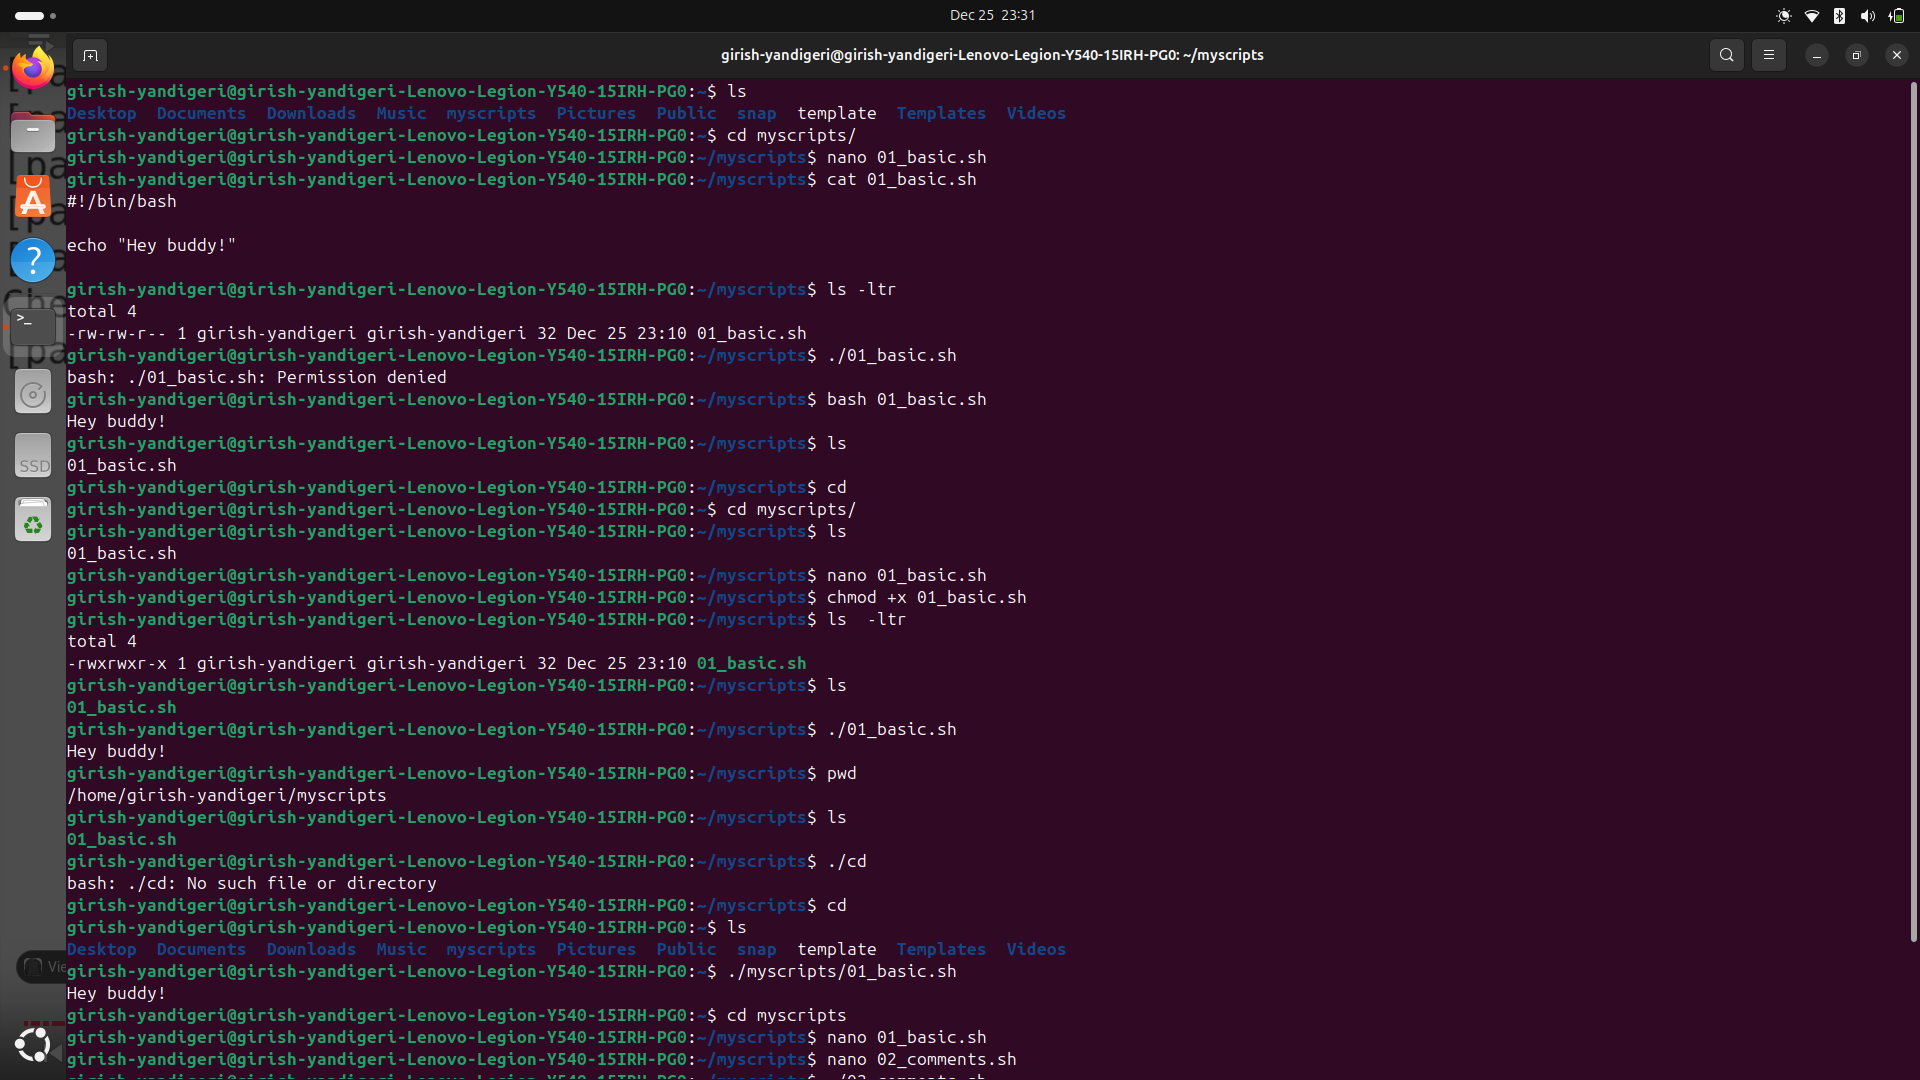 Dec 25 23:31
girish-yandigeri@girish-yandigeri-Lenovo-Legion-Y540-15IRH-PG0: ~/myscripts
girish-yandigeri@girish-yandigeri-Lenovo-Legion-Y540-15IRH-PG0:~$ ls
Desktop Documents Downloads Music myscripts Pictures Public snap template Templates Videos
girish-yandigeri@girish-yandigeri-Lenovo-Legion-Y540-15IRH-PG0:~$ cd myscripts/
girish-yandigeri@girish-yandigeri-Lenovo-Legion-Y540-15IRH-PG0:~/myscripts$ nano 01_basic.sh
girish-yandigeri@girish-yandigeri-Lenovo-Legion-Y540-15IRH-PG0:~/myscripts$ cat 01_basic.sh
#!/bin/bash
echo "Hey buddy!"
girish-yandigeri@girish-yandigeri-Lenovo-Legion-Y540-15IRH-PG0:~/myscripts$ ls -ltr
total 4
-rw-rw-r-- 1 girish-yandigeri girish-yandigeri 32 Dec 25 23:10 01_basic.sh
girish-yandigeri@girish-yandigeri-Lenovo-Legion-Y540-15IRH-PG0:~/myscripts$ ./01_basic.sh
bash: ./01_basic.sh: Permission denied
girish-yandigeri@girish-yandigeri-Lenovo-Legion-Y540-15IRH-PG0:~/myscripts$ bash 01_basic.sh
Hey buddy!
girish-yandigeri@girish-yandigeri-Lenovo-Legion-Y540-15IRH-PG0:~/myscripts$ ls
01_basic.sh
girish-yandigeri@girish-yandigeri-Lenovo-Legion-Y540-15IRH-PG0:~/myscripts$ cd
girish-yandigeri@girish-yandigeri-Lenovo-Legion-Y540-15IRH-PG0:~$ cd myscripts/
girish-yandigeri@girish-yandigeri-Lenovo-Legion-Y540-15IRH-PG0:~/myscripts$ ls
01_basic.sh
girish-yandigeri@girish-yandigeri-Lenovo-Legion-Y540-15IRH-PG0:~/myscripts$ nano 01_basic.sh
girish-yandigeri@girish-yandigeri-Lenovo-Legion-Y540-15IRH-PG0:~/myscripts$ chmod +x 01_basic.sh
girish-yandigeri@girish-yandigeri-Lenovo-Legion-Y540-15IRH-PG0:~/myscripts$ ls  -ltr
total 4
-rwxrwxr-x 1 girish-yandigeri girish-yandigeri 32 Dec 25 23:10 01_basic.sh
girish-yandigeri@girish-yandigeri-Lenovo-Legion-Y540-15IRH-PG0:~/myscripts$ ls
01_basic.sh
girish-yandigeri@girish-yandigeri-Lenovo-Legion-Y540-15IRH-PG0:~/myscripts$ ./01_basic.sh
Hey buddy!
girish-yandigeri@girish-yandigeri-Lenovo-Legion-Y540-15IRH-PG0:~/myscripts$ pwd
/home/girish-yandigeri/myscripts
girish-yandigeri@girish-yandigeri-Lenovo-Legion-Y540-15IRH-PG0:~/myscripts$ ls
01_basic.sh
girish-yandigeri@girish-yandigeri-Lenovo-Legion-Y540-15IRH-PG0:~/myscripts$ ./cd
bash: ./cd: No such file or directory
girish-yandigeri@girish-yandigeri-Lenovo-Legion-Y540-15IRH-PG0:~/myscripts$ cd
girish-yandigeri@girish-yandigeri-Lenovo-Legion-Y540-15IRH-PG0:~$ ls
Desktop Documents Downloads Music myscripts Pictures Public snap template Templates Videos
girish-yandigeri@girish-yandigeri-Lenovo-Legion-Y540-15IRH-PG0:~$ ./myscripts/01_basic.sh
Hey buddy!
girish-yandigeri@girish-yandigeri-Lenovo-Legion-Y540-15IRH-PG0:~$ cd myscripts
girish-yandigeri@girish-yandigeri-Lenovo-Legion-Y540-15IRH-PG0:~/myscripts$ nano 01_basic.sh
girish-yandigeri@girish-yandigeri-Lenovo-Legion-Y540-15IRH-PG0:~/myscripts$ nano 02_comments.sh
SSD